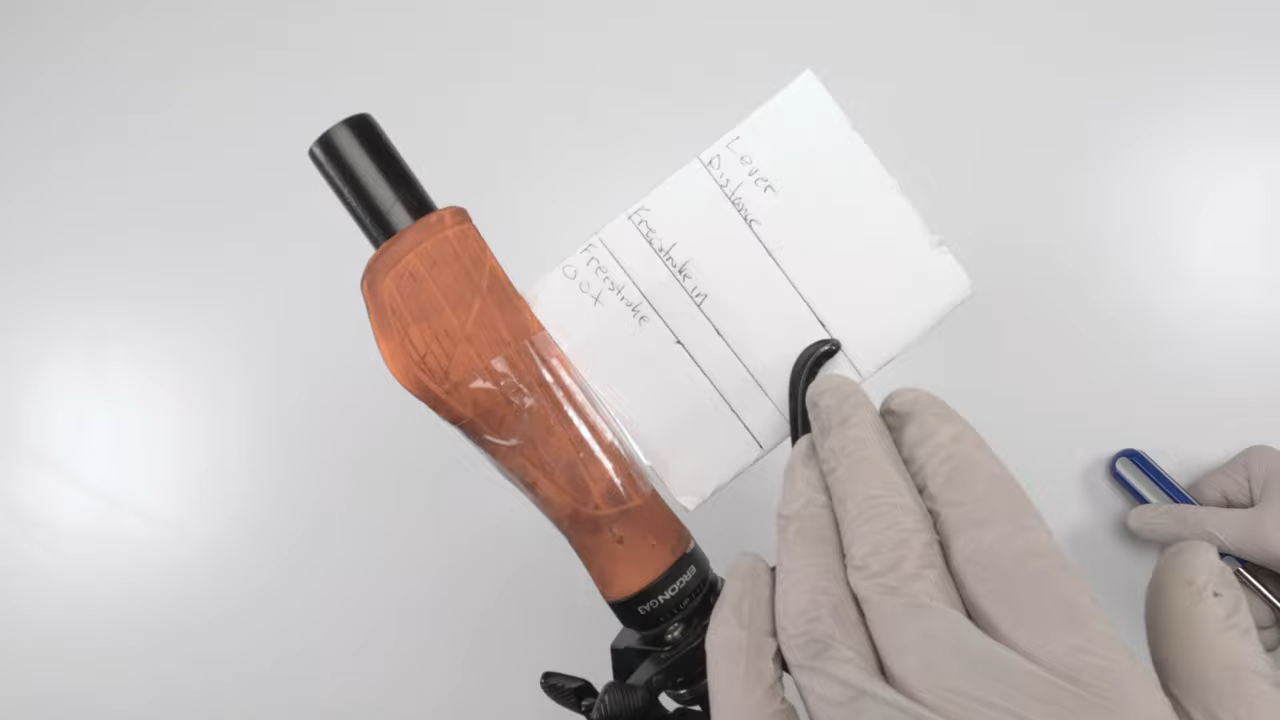 Lever
Distance
Freestroke in
Freestroke
Out
ERGON GA3